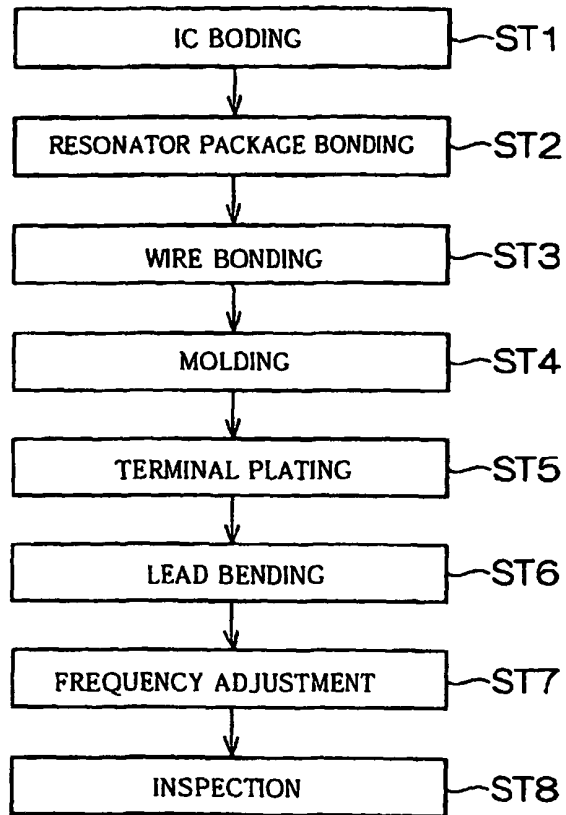 IC BODING ST1
RESONATOR PACKAGE BONDING ST2
WIRE BONDING ST3
MOLDING ST4
TERMINAL PLATING ST5
LEAD BENDING ST6
FREQUENCY ADJUSTMENT ST7
INSPECTION ST8